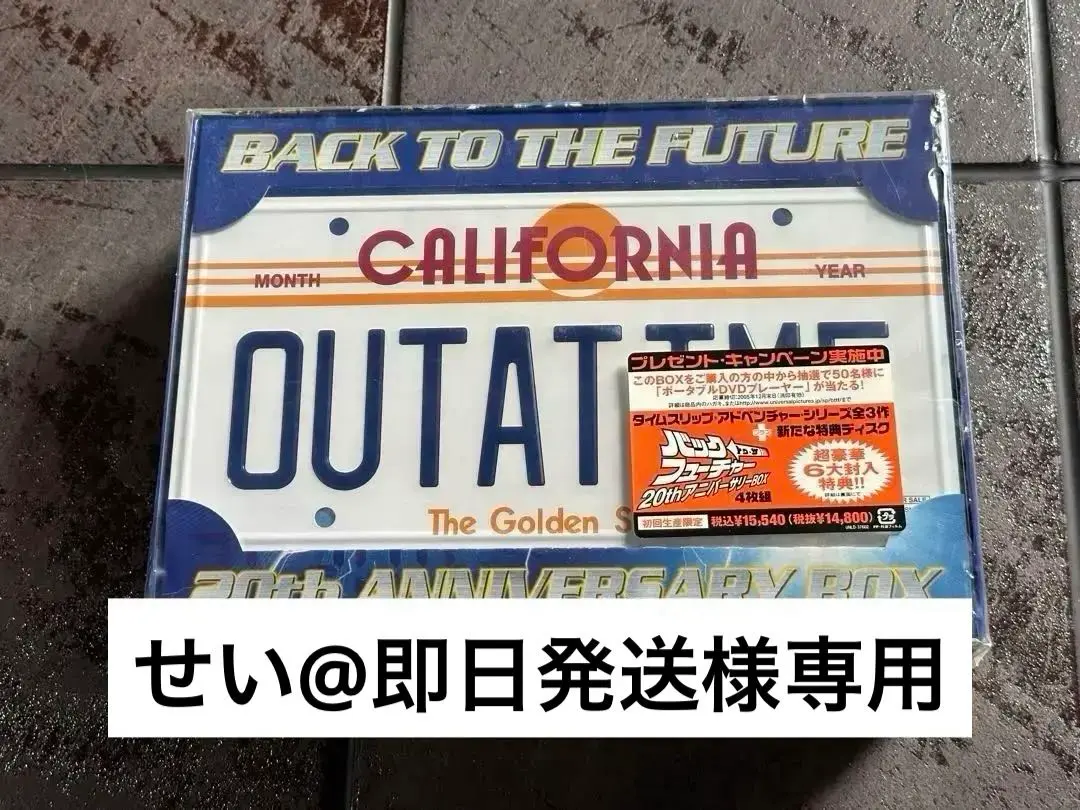 BACK TO THE FUTURE
CALIFORNIA
MONTH
YEAR
OUTATIME
プレゼント・キャンペーン実施中
このBOXをご購入の方の中から抽選で50名様に
「ポータブルDVDプレーヤー」が当たる!
タイムスリップ・アドベンチャー・シリーズ全3作
+新たな特典ディスク
バック・トゥ・ザ・
フューチャー
20thアニバーサリーBOX
4枚組
超豪華
6大封入
特典!!
詳細は裏面にて
初回生産限定 税込¥15,540(税抜¥14,800)
The Golden S
20th ANNIVERSARY BOX
せい@即日発送様専用